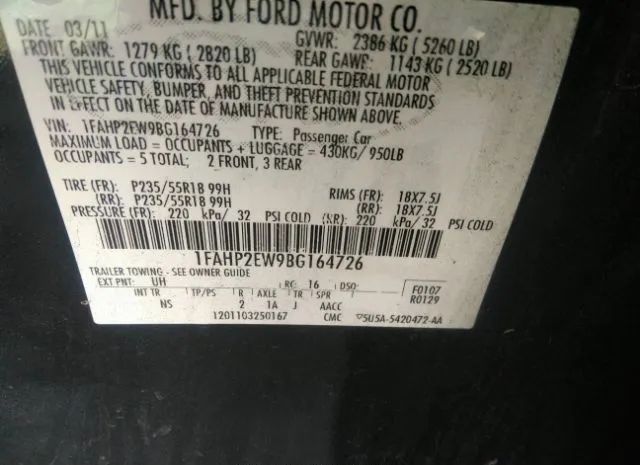 MFD. BY FORD MOTOR CO.
DATE 03/11 GVWR: 2386 KG ( 5260 LB)
FRONT GAWR: 1279 KG ( 2820 LB) REAR GAWR: 1143 KG ( 2520 LB)
THIS VEHICLE CONFORMS TO ALL APPLICABLE FEDERAL MOTOR
VEHICLE SAFETY, BUMPER, AND THEFT PREVENTION STANDARDS
IN EFFECT ON THE DATE OF MANUFACTURE SHOWN ABOVE.
VIN: 1FAHP2EW9BG164726 TYPE: Passenger Car
MAXIMUM LOAD = OCCUPANTS + LUGGAGE = 430KG/ 950LB
OCCUPANTS = 5 TOTAL; 2 FRONT, 3 REAR
TIRE (FR): P235/55R18 99H RIMS (FR): 18X7.5J
(RR): P235/55R18 99H (RR): 18X7.5J
PRESSURE (FR): 220 kPa/ 32 PSI COLD (RR): 220 kPa/ 32 PSI COLD
1FAHP2EW9BG164726
TRAILER TOWING - SEE OWNER GUIDE
EXT PNT: UH RC: 16 DSO: F0107
INT TR TP/PS R AXLE TR SPR R0129
NS 2 1A J AACC
1201103250167 CMC 5U5A-5420472-AA